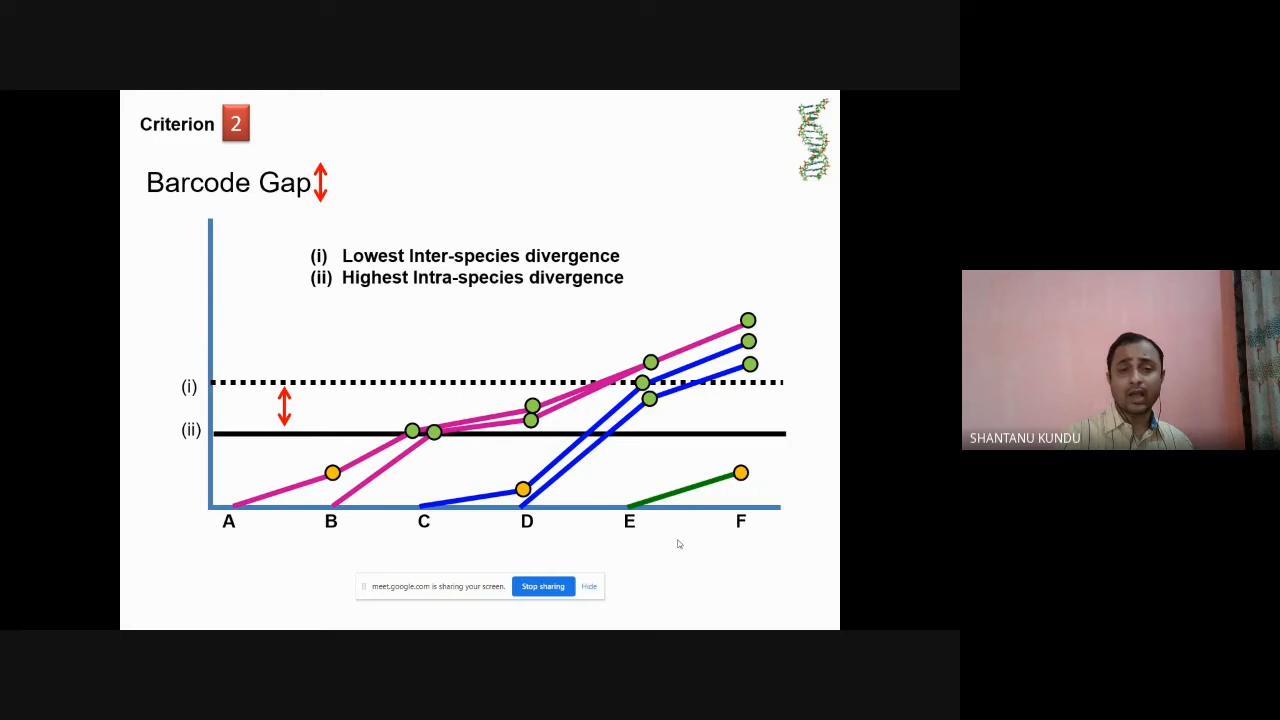 Criterion 2
Barcode Gap
(i) Lowest Inter-species divergence
(ii) Highest Intra-species divergence
(i)
(ii)
A B C D E F
meet.google.com is sharing your screen. Stop sharing Hide
SHANTANU KUNDU